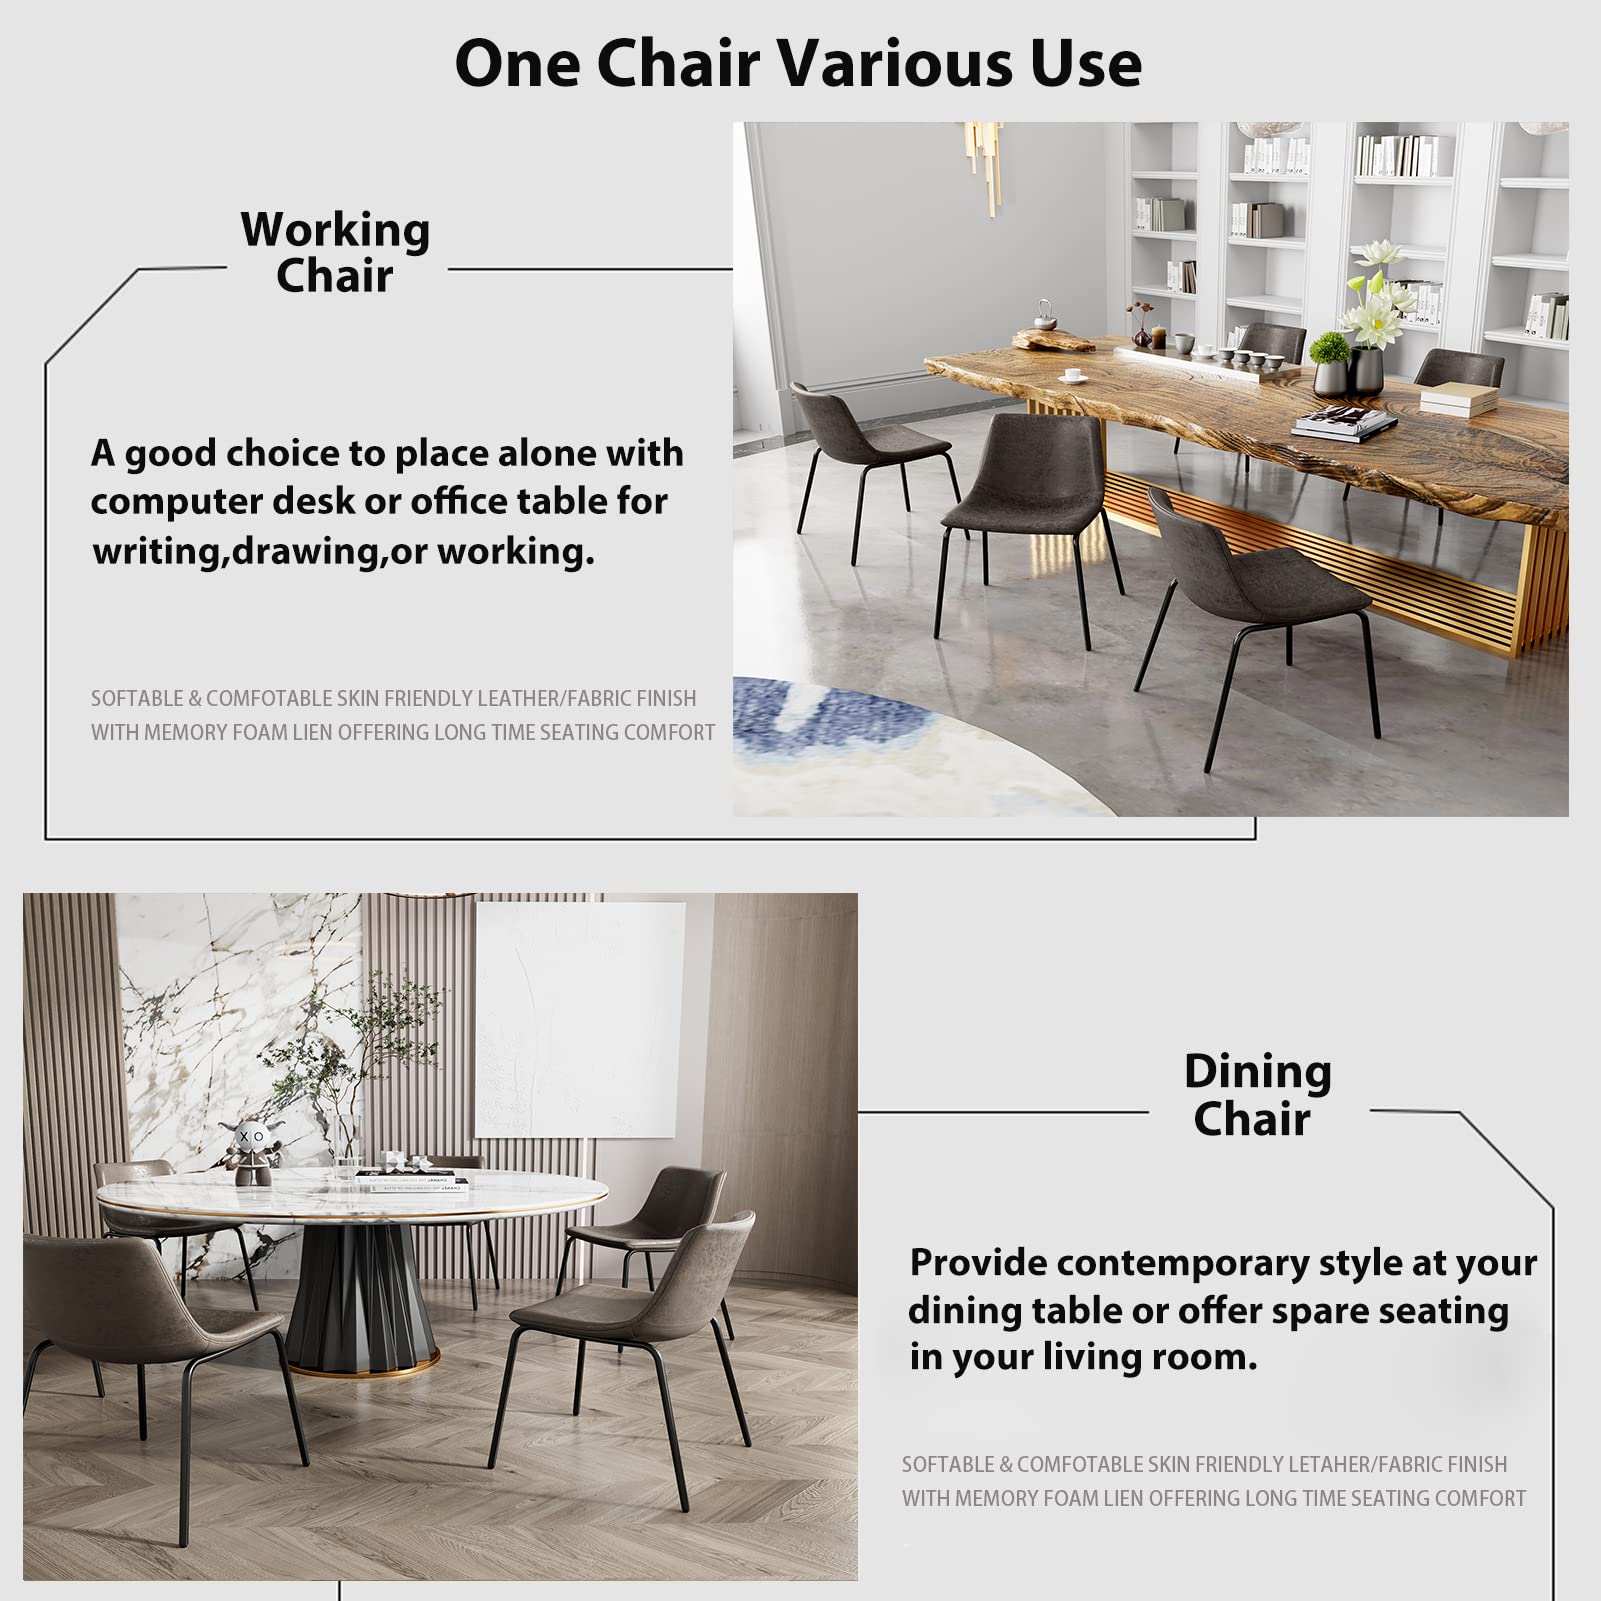 One Chair Various Use
Working
Chair
A good choice to place alone with
computer desk or office table for
writing,drawing,or working.
SOFTABLE & COMFOTABLE SKIN FRIENDLY LEATHER/FABRIC FINISH
WITH MEMORY FOAM LIEN OFFERING LONG TIME SEATING COMFORT
XO
Dining
Chair
Provide contemporary style at your
dining table or offer spare seating
in your living room.
SOFTABLE & COMFOTABLE SKIN FRIENDLY LETAHER/FABRIC FINISH
WITH MEMORY FOAM LIEN OFFERING LONG TIME SEATING COMFORT